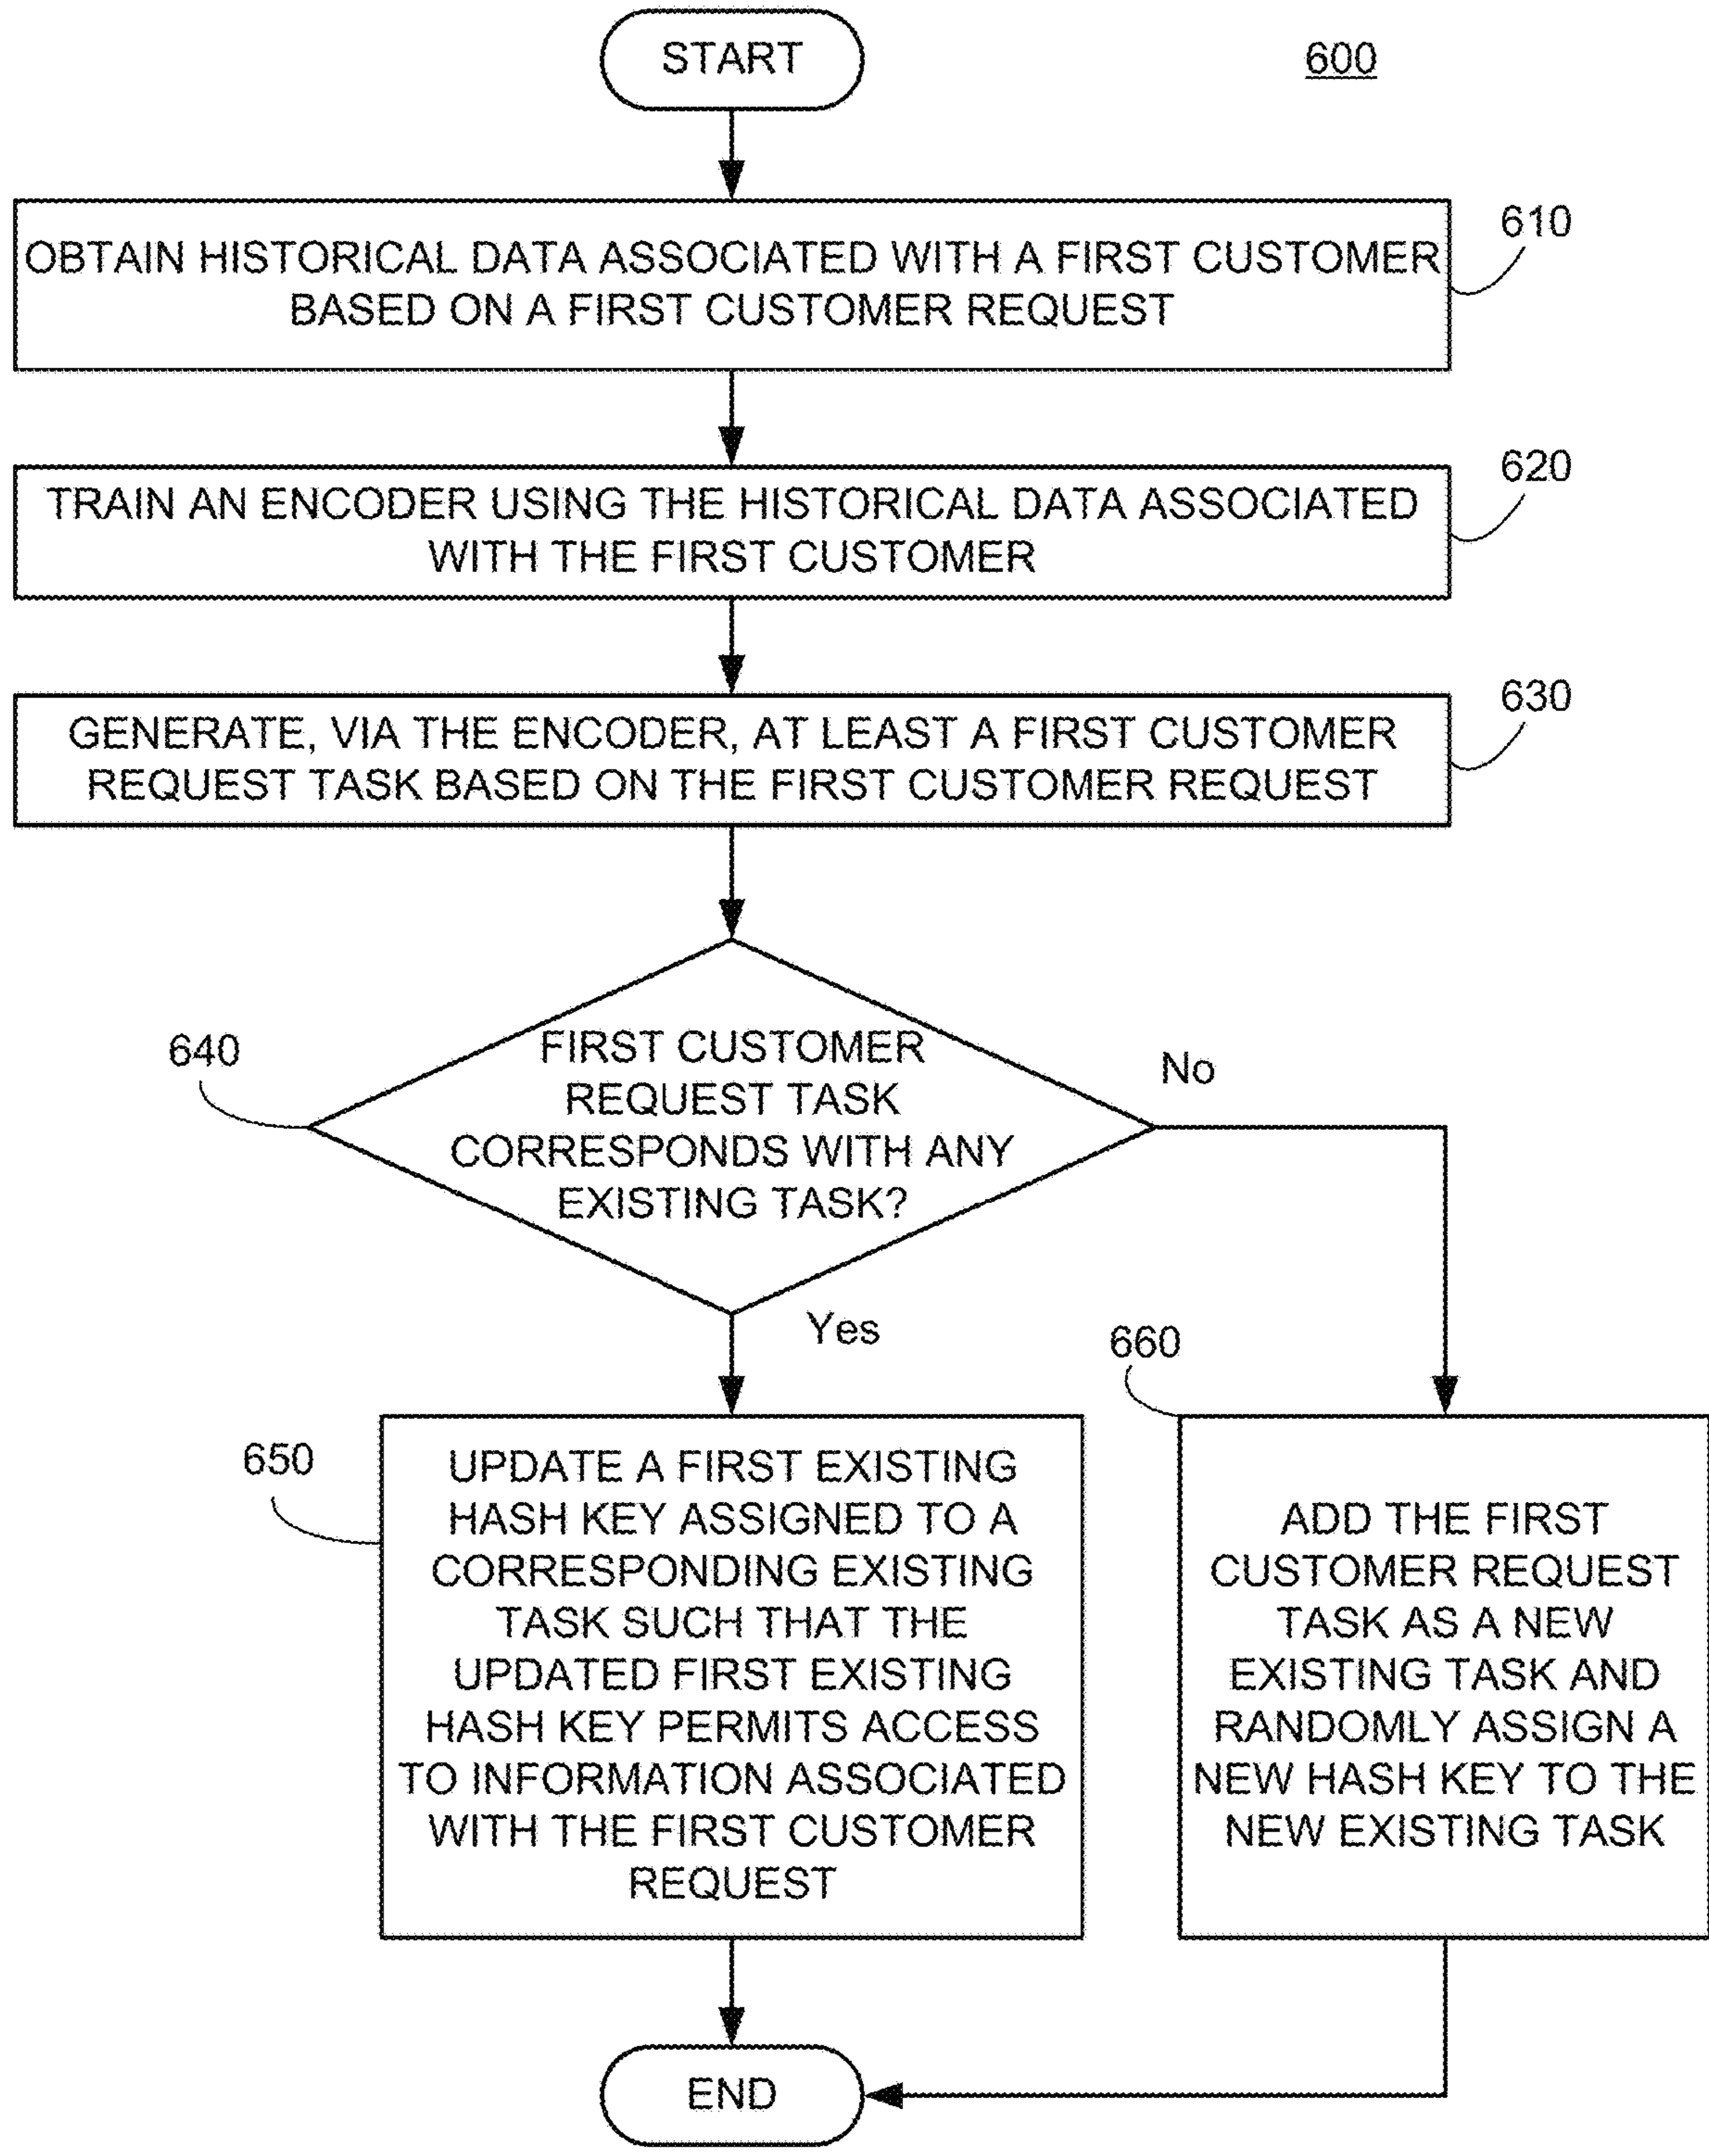 START
600
610
OBTAIN HISTORICAL DATA ASSOCIATED WITH A FIRST CUSTOMER
BASED ON A FIRST CUSTOMER REQUEST
620
TRAIN AN ENCODER USING THE HISTORICAL DATA ASSOCIATED
WITH THE FIRST CUSTOMER
630
GENERATE, VIA THE ENCODER, AT LEAST A FIRST CUSTOMER
REQUEST TASK BASED ON THE FIRST CUSTOMER REQUEST
640
FIRST CUSTOMER
REQUEST TASK
CORRESPONDS WITH ANY
EXISTING TASK?
No
Yes
650
UPDATE A FIRST EXISTING
HASH KEY ASSIGNED TO A
CORRESPONDING EXISTING
TASK SUCH THAT THE
UPDATED FIRST EXISTING
HASH KEY PERMITS ACCESS
TO INFORMATION ASSOCIATED
WITH THE FIRST CUSTOMER
REQUEST
660
ADD THE FIRST
CUSTOMER REQUEST
TASK AS A NEW
EXISTING TASK AND
RANDOMLY ASSIGN A
NEW HASH KEY TO THE
NEW EXISTING TASK
END